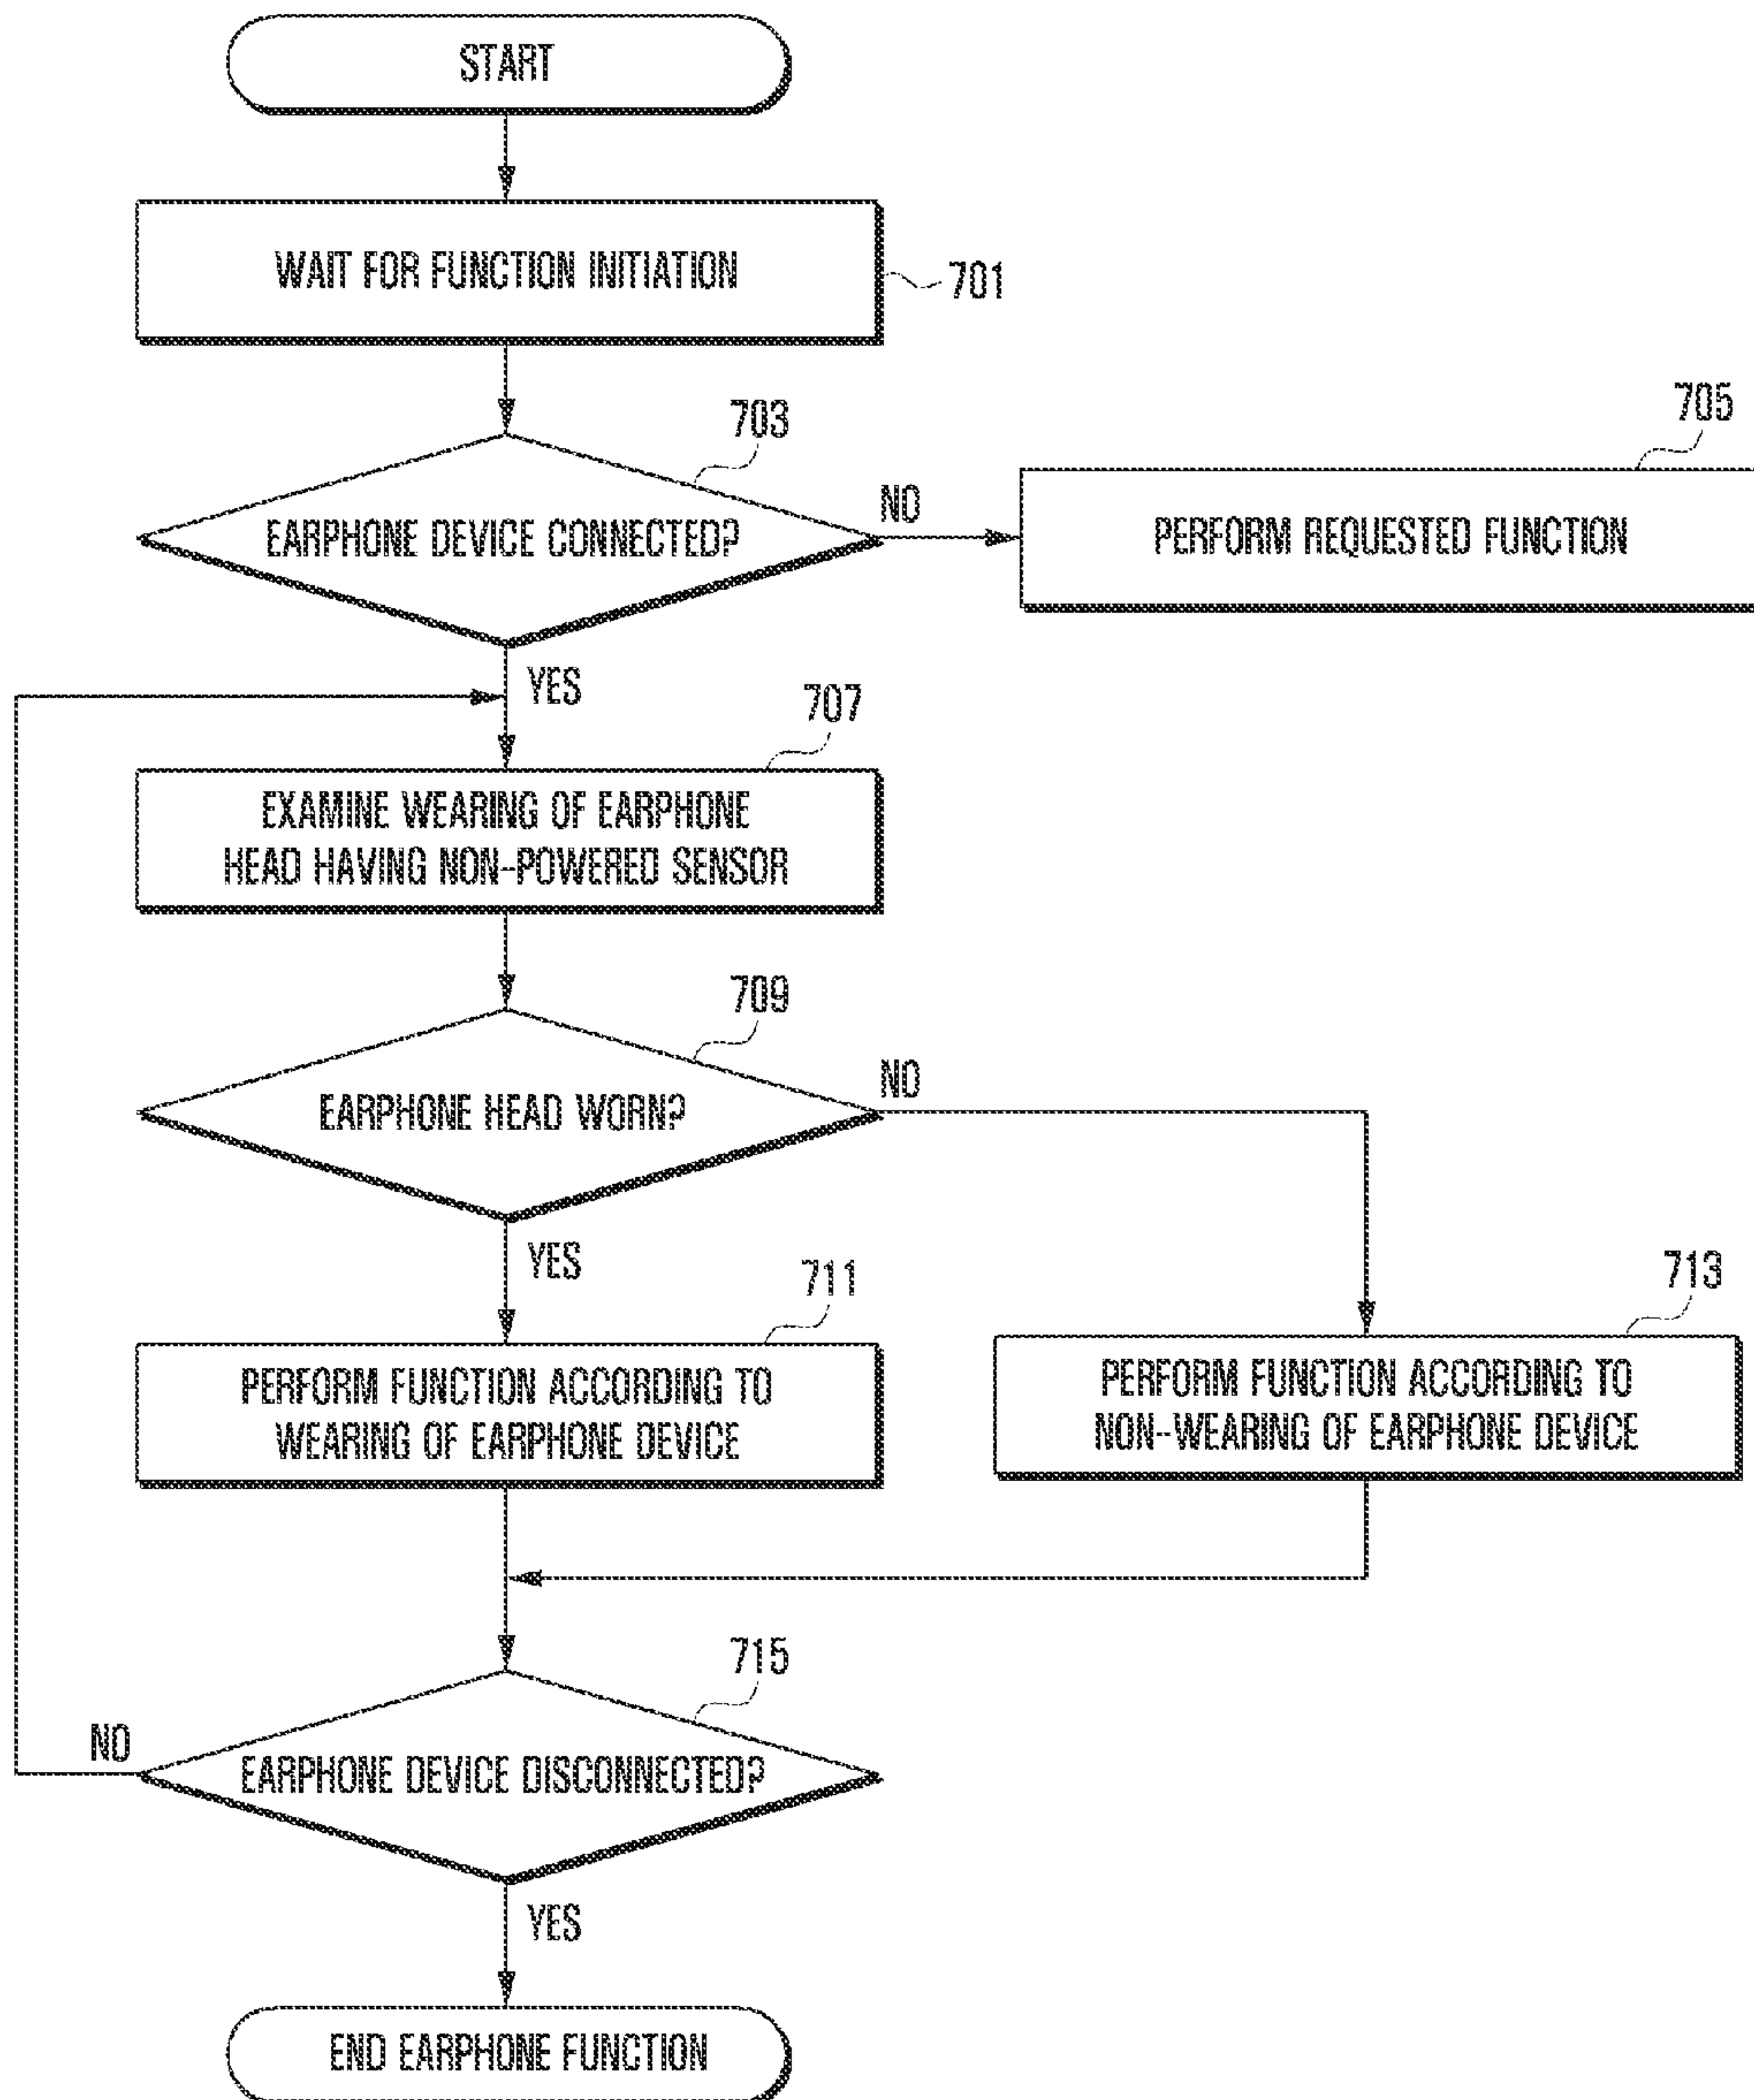 START
WAIT FOR FUNCTION INITIATION
701
703
705
EARPHONE DEVICE CONNECTED?
NO
PERFORM REQUESTED FUNCTION
YES
707
EXAMINE WEARING OF EARPHONE
HEAD HAVING NON-POWERED SENSOR
709
EARPHONE HEAD WORN?
NO
YES
711
713
PERFORM FUNCTION ACCORDING TO
WEARING OF EARPHONE DEVICE
PERFORM FUNCTION ACCORDING TO
NON-WEARING OF EARPHONE DEVICE
715
NO
EARPHONE DEVICE DISCONNECTED?
YES
END EARPHONE FUNCTION